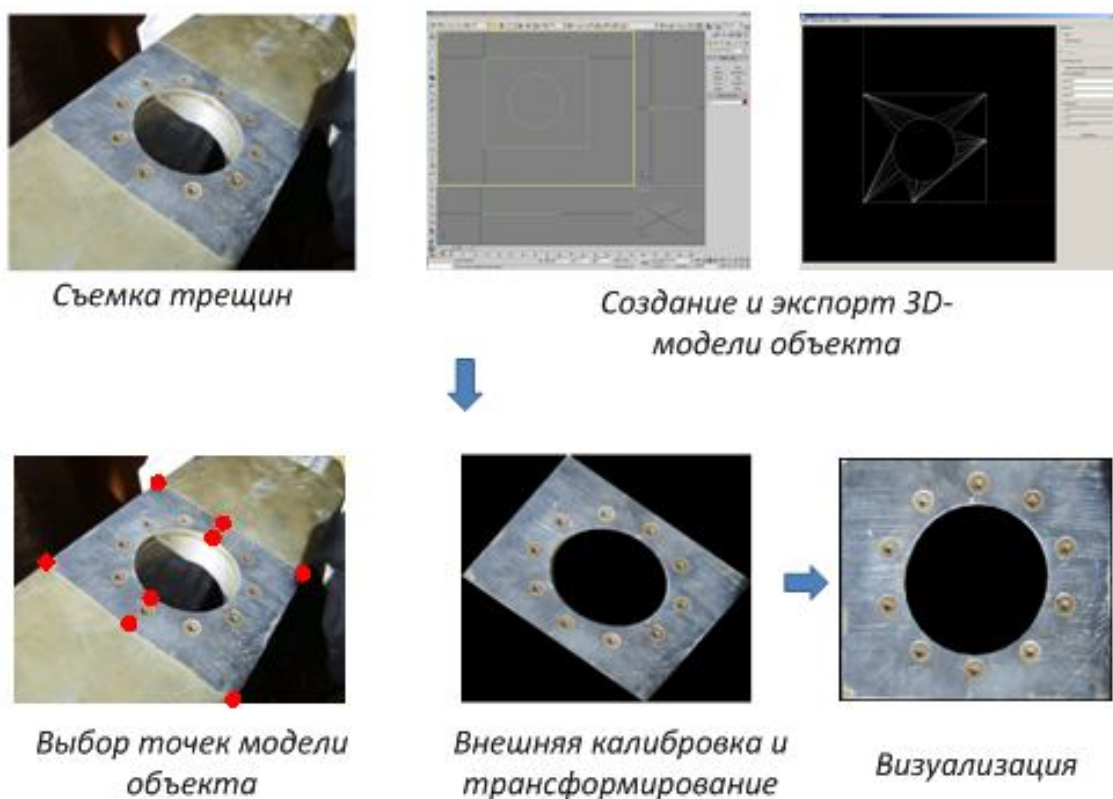 Съемка трещин
Создание и экспорт 3D-
модели объекта
Выбор точек модели
объекта
Внешняя калибровка и
трансформирование
Визуализация